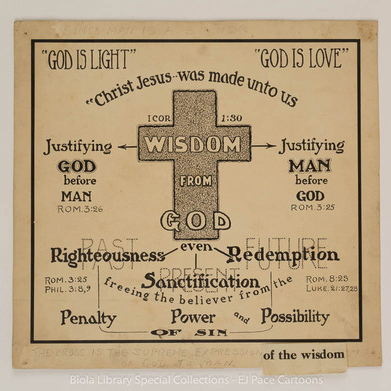 "GOD IS LIGHT" "GOD IS LOVE"
"Christ Jesus--was made unto us
1 COR 1:30
WISDOM
FROM
GOD
Justifying
GOD
before
MAN
ROM. 3:26
Justifying
MAN
before
GOD
ROM. 3:25
PAST FUTURE
even
Righteousness Redemption
PRESENT
Sanctification
ROM. 3:25
PHIL. 3:8,9
ROM. 8:23
LUKE. 21:27,28
freeing the believer from the
Penalty Power and Possibility
OF SIN
of the wisdom
Biola Library Special Collections - EJ Pace Cartoons